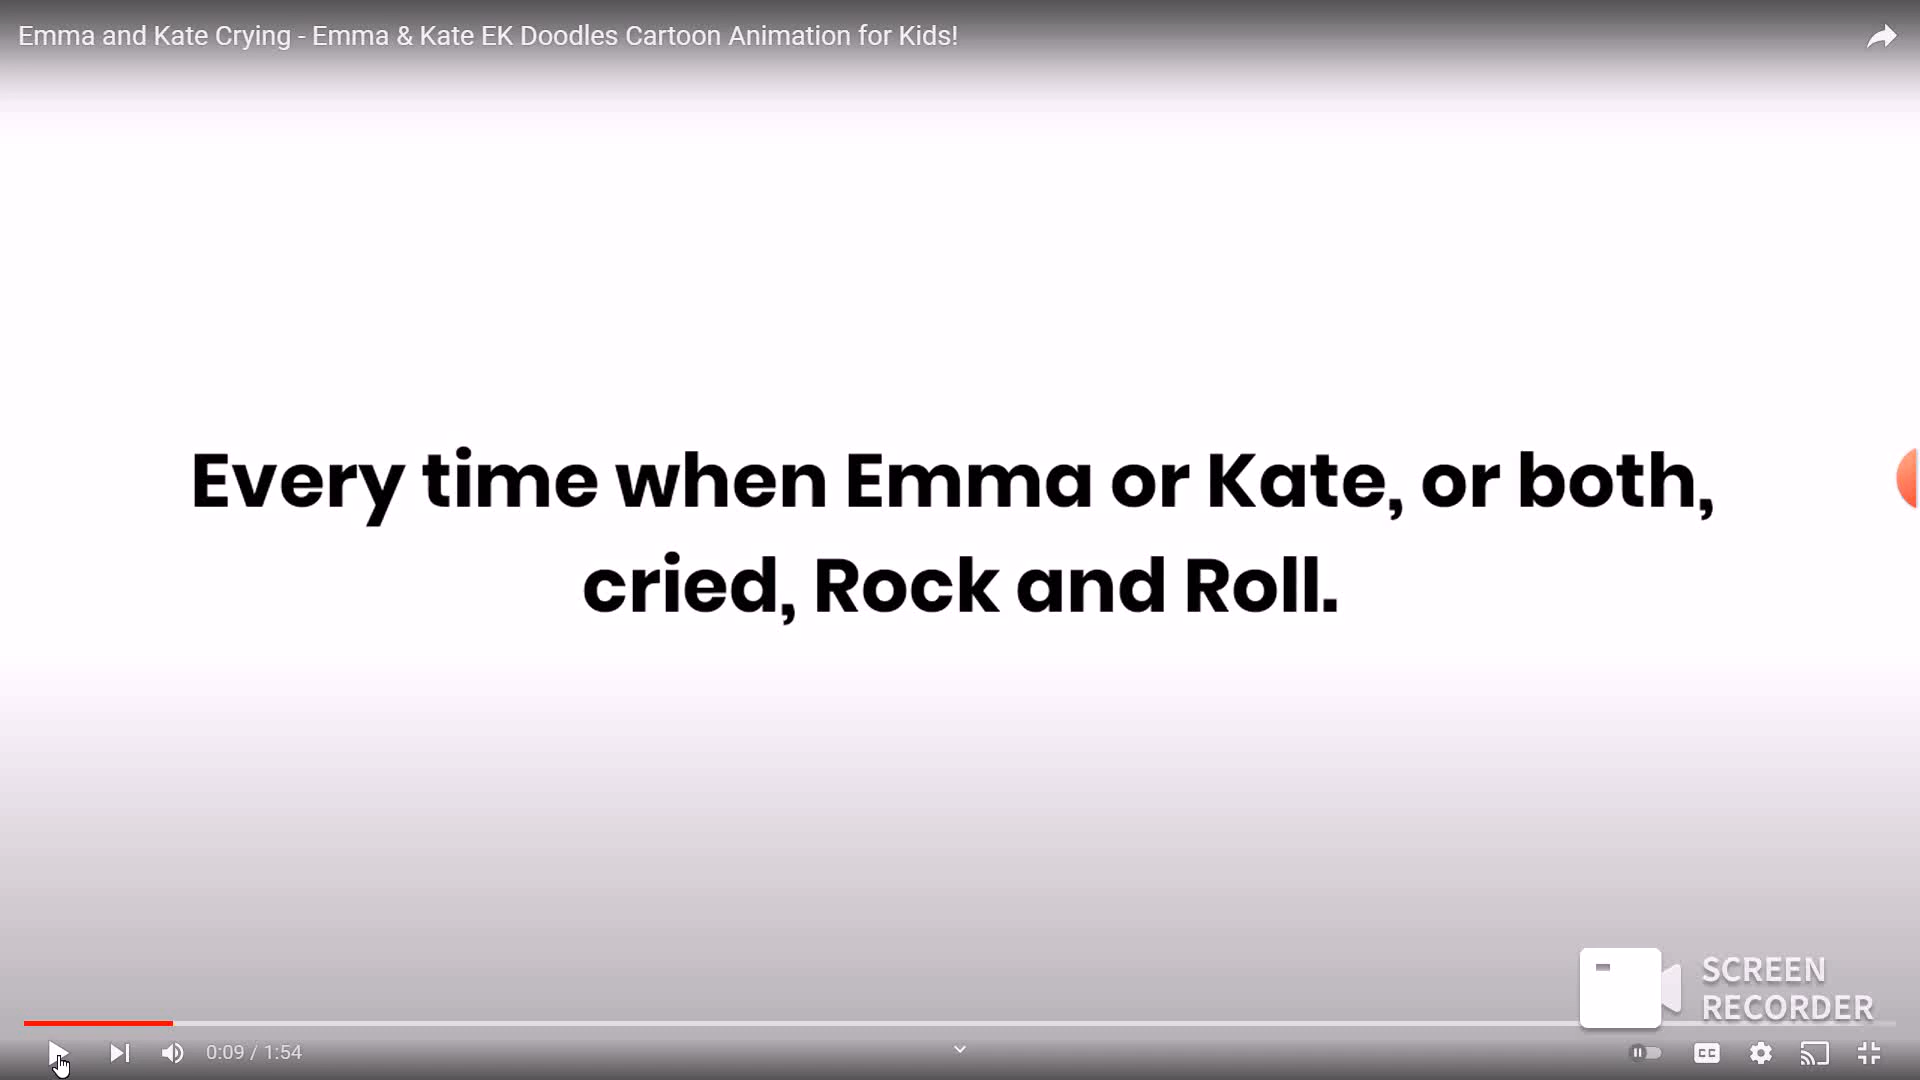 Emma and Kate Crying - Emma & Kate EK Doodles Cartoon Animation for Kids!
Every time when Emma or Kate, or both,
cried, Rock and Roll.
SCREEN
RECORDER
0:09 / 1:54
CC